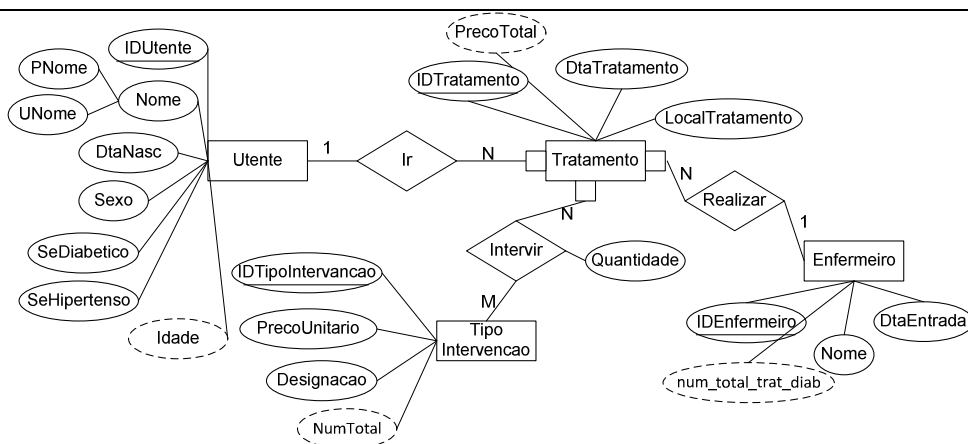 PrecoTotal
IDUtente
PNome
IDTratamento
DtaTratamento
UNome
Nome
LocalTratamento
DtaNasc
Utente
1
Ir
N
Tratamento
N
Realizar
Sexo
N
1
SeDiabetico
Intervir
Quantidade
Enfermeiro
IDTipoIntervancao
SeHipertenso
M
PrecoUnitario
Tipo
Intervencao
IDEnfermeiro
DtaEntrada
Idade
Nome
Designacao
num_total_trat_diab
NumTotal